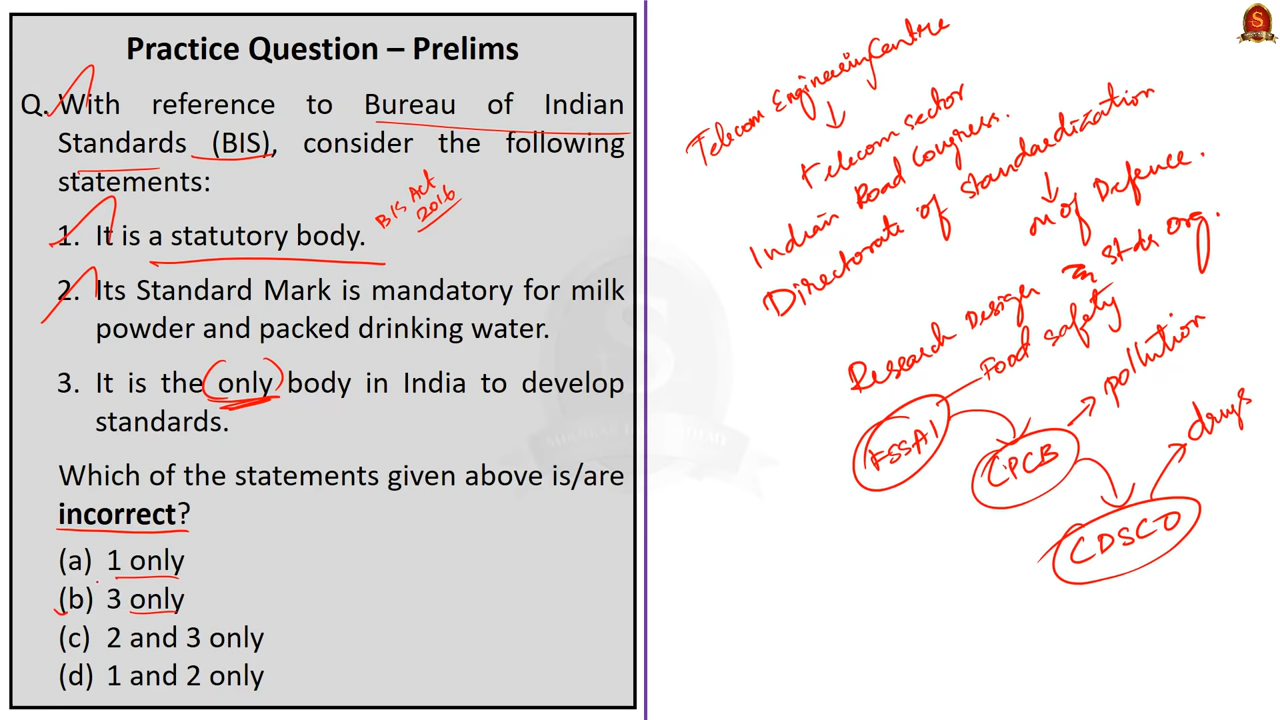 Practice Question – Prelims
Q. With reference to Bureau of Indian
Standards (BIS), consider the following
statements:
BIS Act
2016
1. It is a statutory body.
2. Its Standard Mark is mandatory for milk
powder and packed drinking water.
3. It is the only body in India to develop
standards.
Which of the statements given above is/are
incorrect?
(a) 1 only
(b) 3 only
(c) 2 and 3 only
(d) 1 and 2 only
Telecom Engineering Centre
telecom sector
Indian Road Congress.
Directorate of standardization
m of Defence.
Research Design Stds org.
Food safety
FSSAI
CPCB
pollution
CDSCO
drugs
S